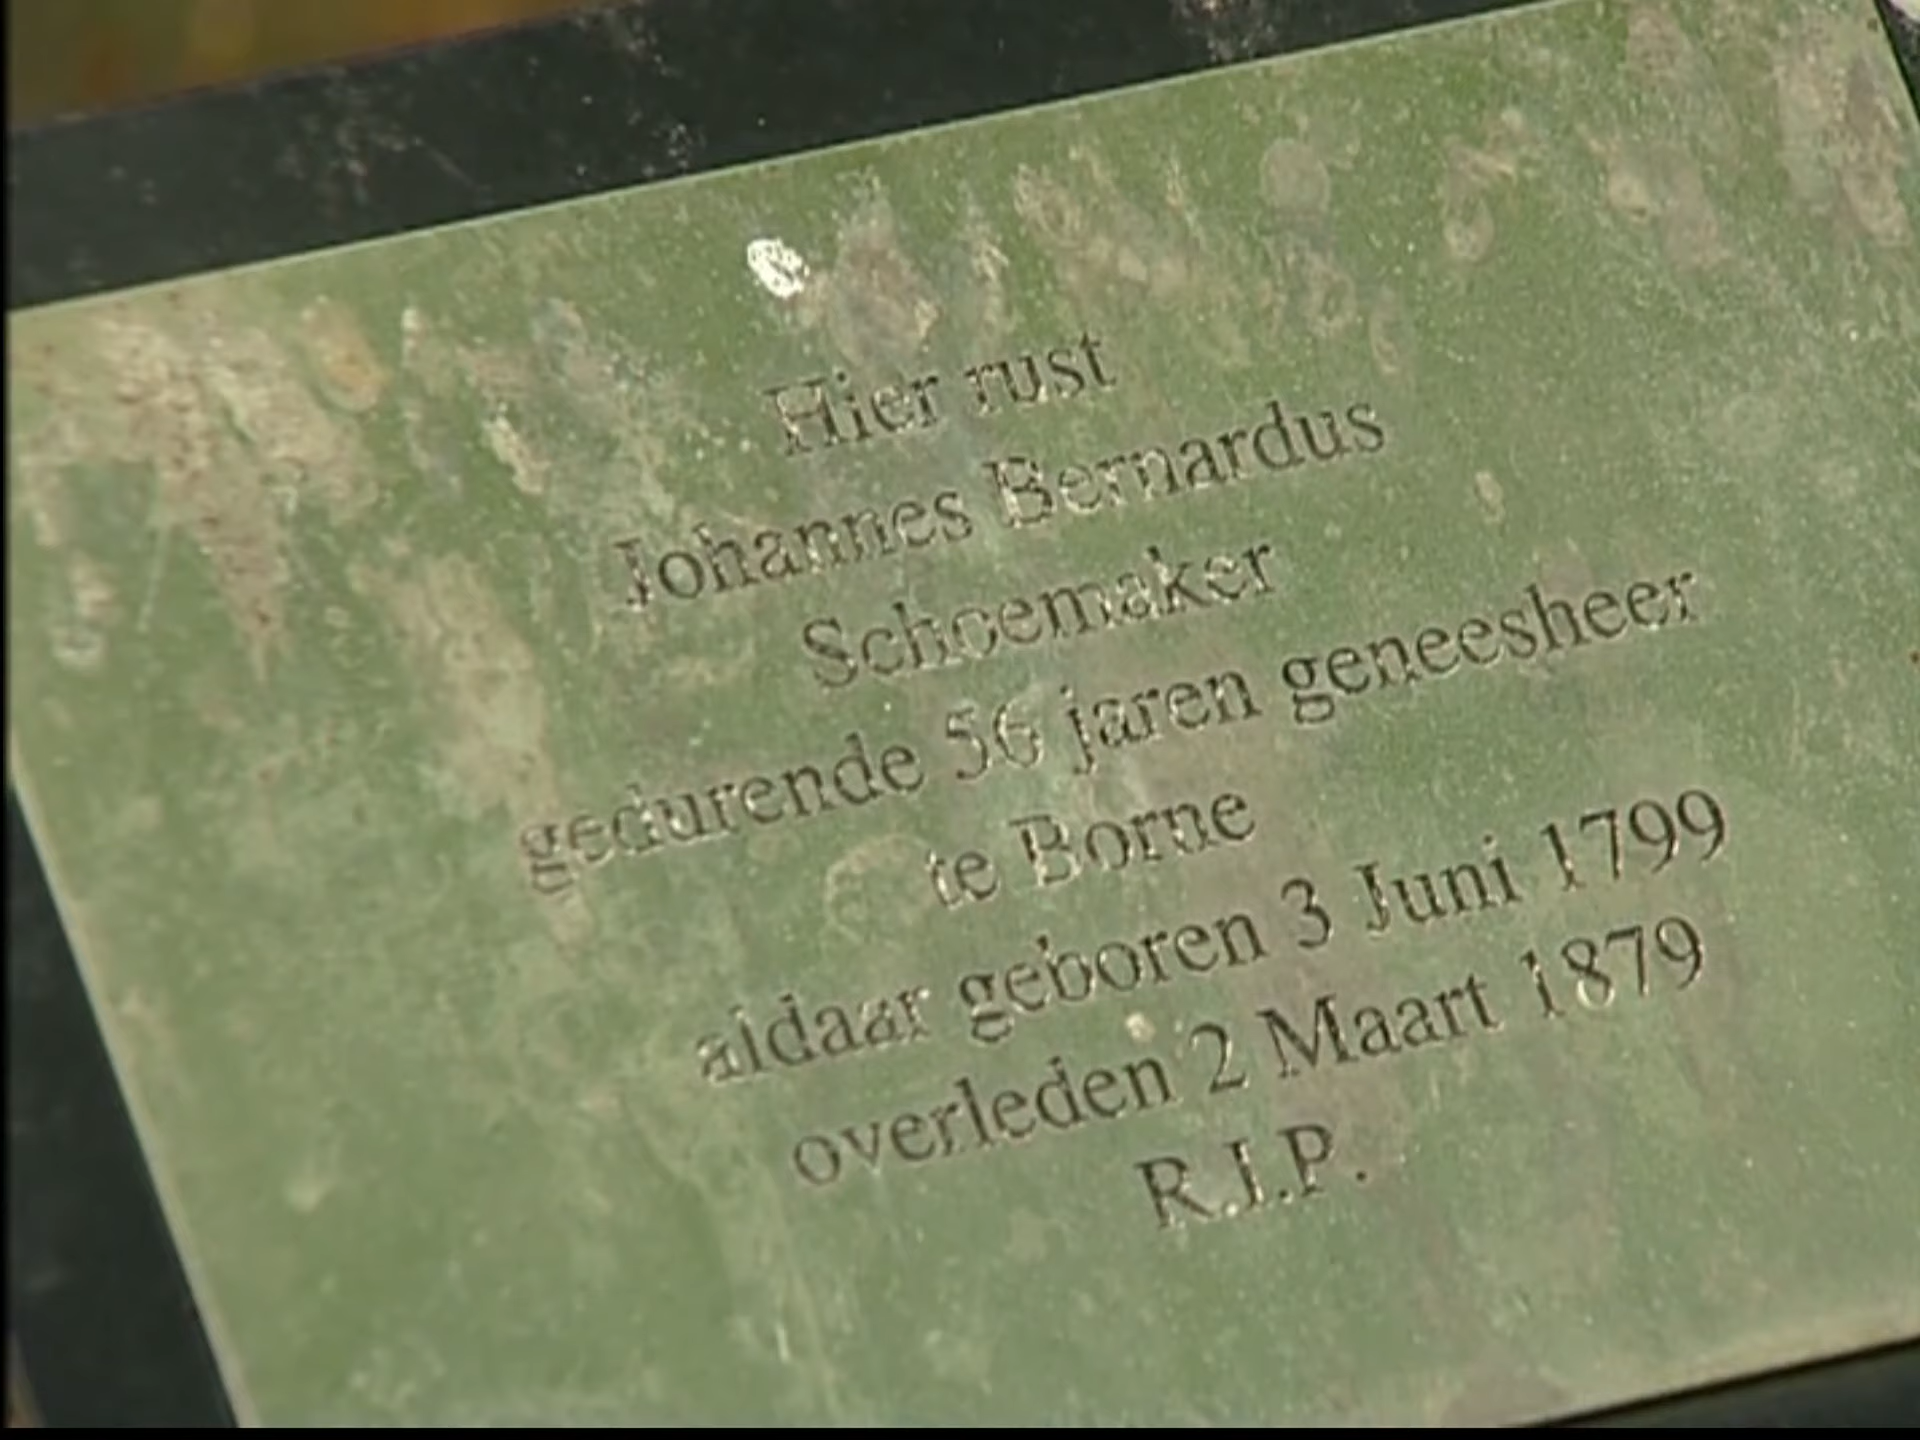 Hier rust
Johannes Bernardus
Schoemaker
gedurende 56 jaren geneesheer
te Borne
aldaar geboren 3 Juni 1799
overleden 2 Maart 1879
R.I.P.